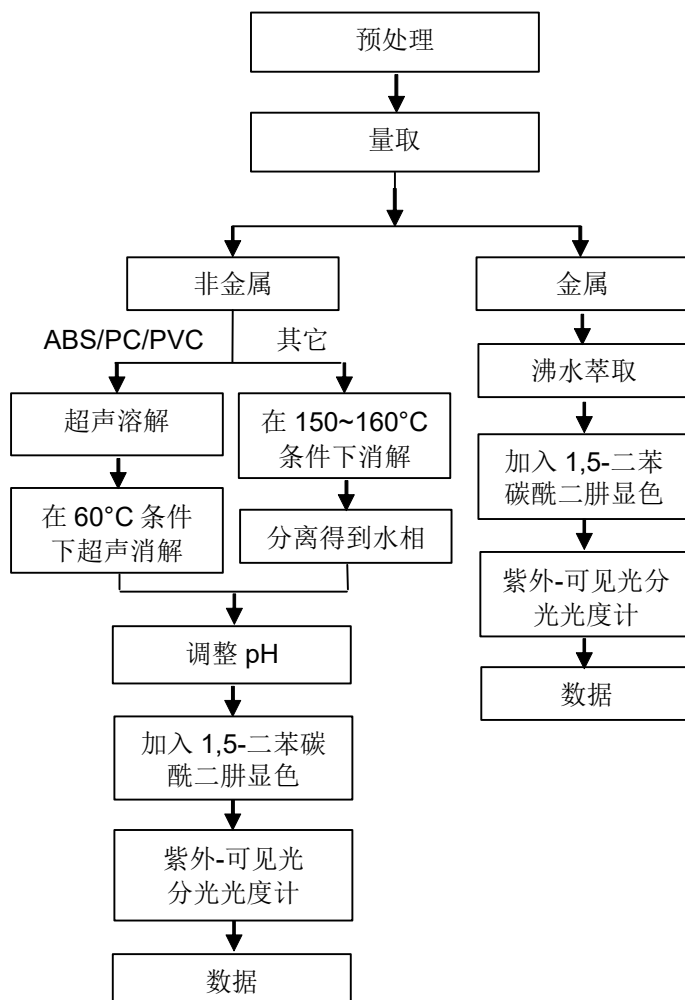 预处理
量取
非金属
金属
ABS/PC/PVC
其它
沸水萃取
超声溶解
在 150~160°C
条件下消解
加入 1,5-二苯
碳酰二肼显色
在 60°C 条件
下超声消解
分离得到水相
紫外-可见光分
光光度计
调整 pH
数据
加入 1,5-二苯碳
酰二肼显色
紫外-可见光
分光光度计
数据